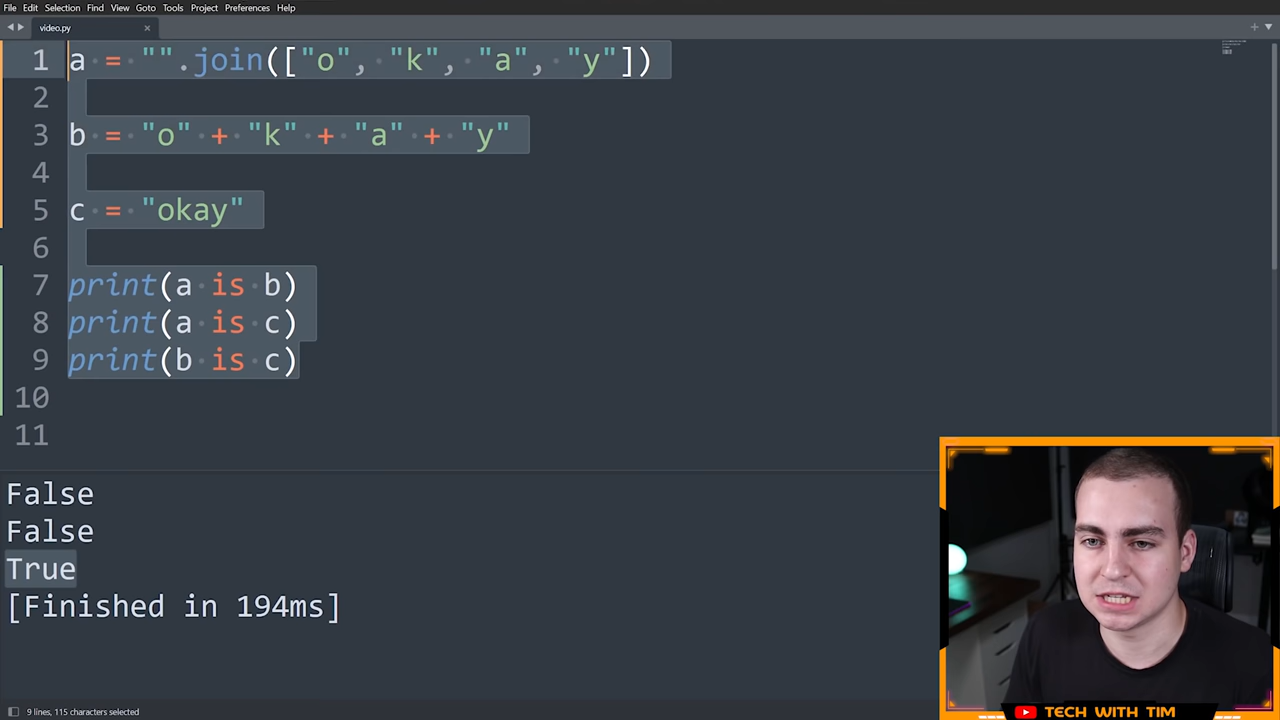 File Edit Selection Find View Goto Tools Project Preferences Help
video.py
1 a = "".join(["o", "k", "a", "y"])
2
3 b = "o" + "k" + "a" + "y"
4
5 c = "okay"
6
7 print(a is b)
8 print(a is c)
9 print(b is c)
10
11
False
False
True
[Finished in 194ms]
9 lines, 115 characters selected
TECH WITH TIM